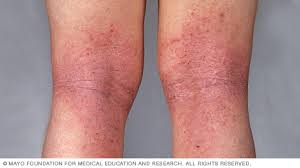 © MAYO FOUNDATION FOR MEDICAL EDUCATION AND RESEARCH. ALL RIGHTS RESERVED.